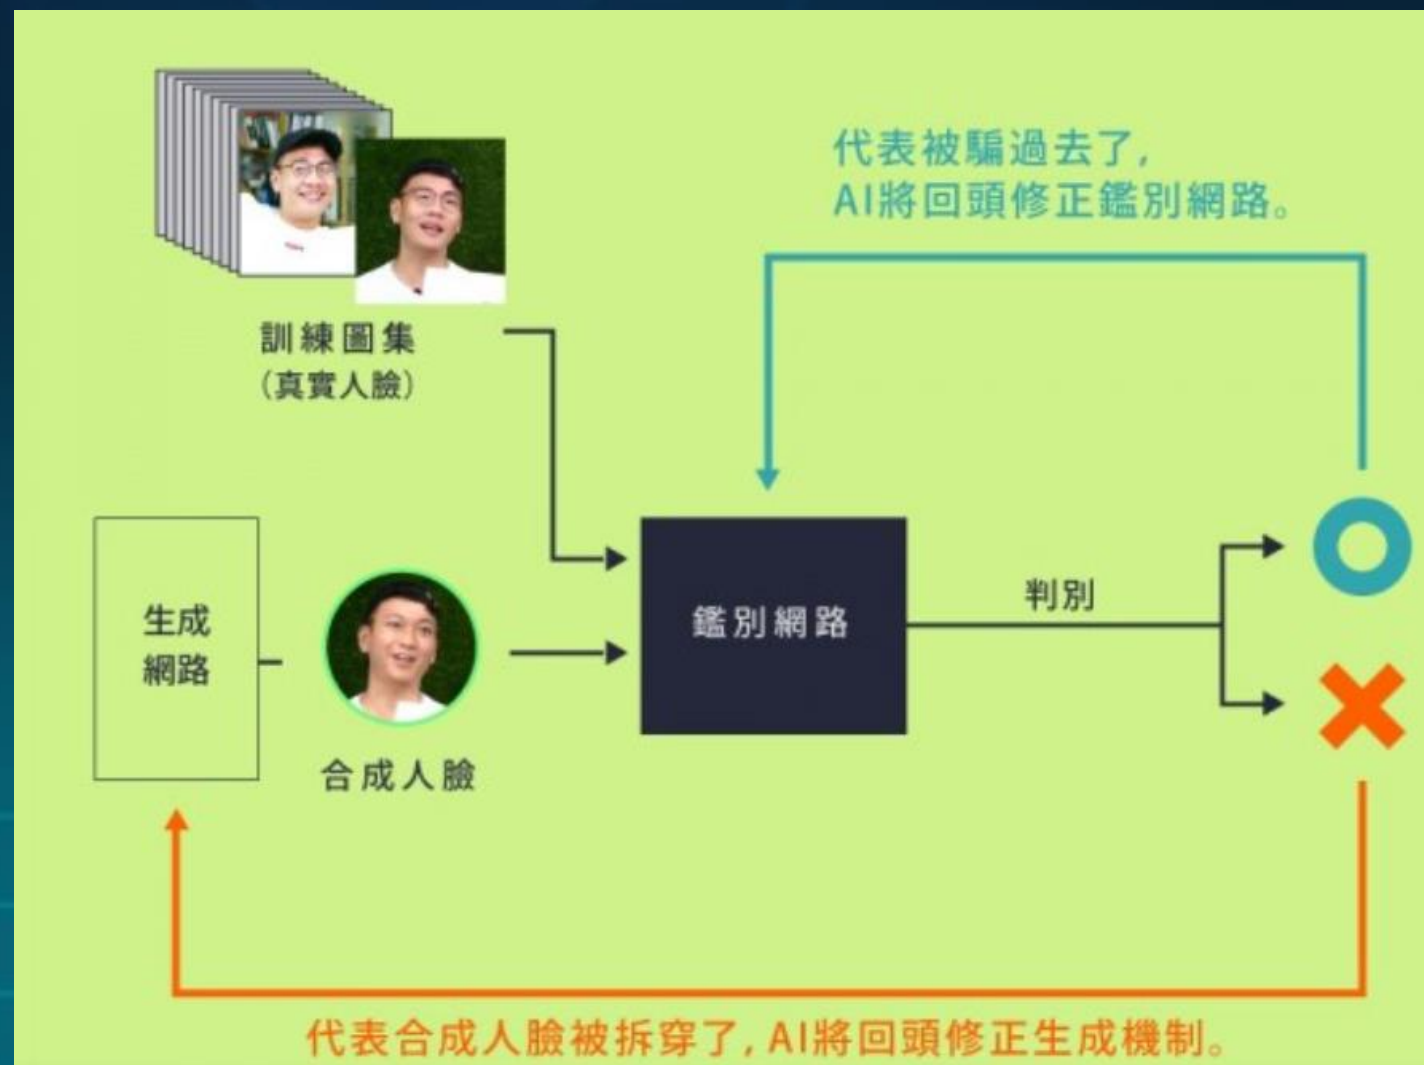 代表被騙過去了,
AI將回頭修正鑑別網路。
訓練圖集
(真實人臉)
生成
網路
合成人臉
鑑別網路
判別
代表合成人臉被拆穿了, AI將回頭修正生成機制。